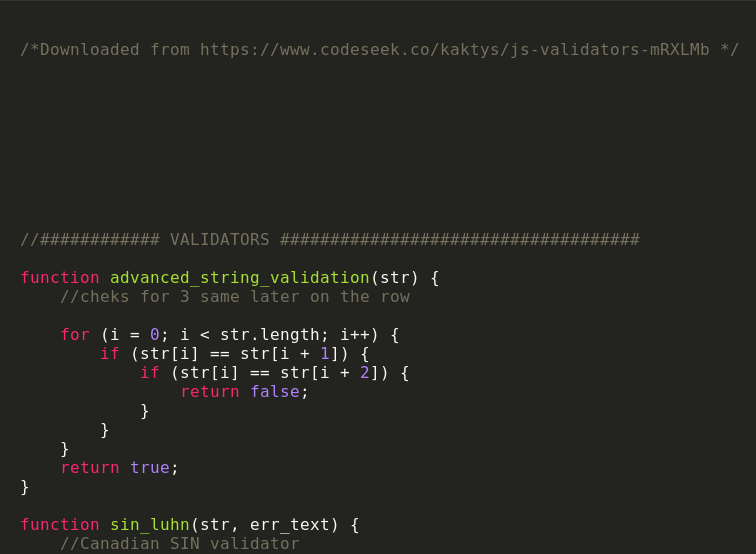 /*Downloaded from https://www.codeseek.co/kaktys/js-validators-mRXLMb */
//############ VALIDATORS ####################################
function advanced_string_validation(str) {
    //cheks for 3 same later on the row
    for (i = 0; i < str.length; i++) {
        if (str[i] == str[i + 1]) {
            if (str[i] == str[i + 2]) {
                return false;
            }
        }
    }
    return true;
}
function sin_luhn(str, err_text) {
    //Canadian SIN validator